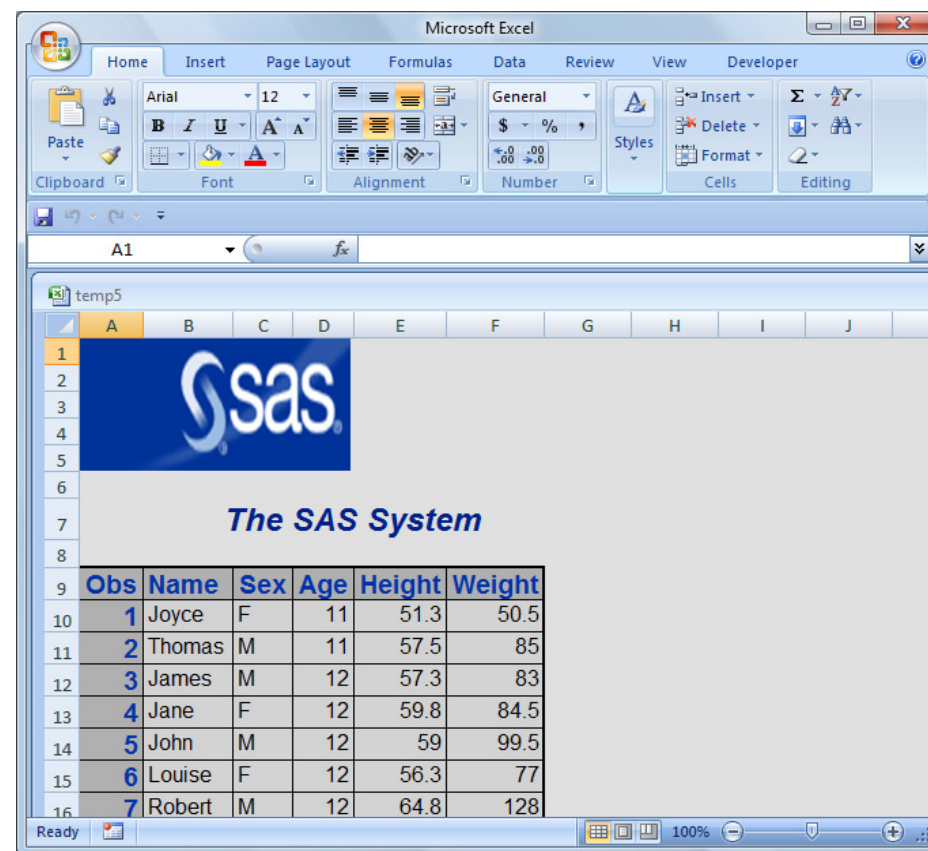 Microsoft Excel
Home Insert Page Layout Formulas Data Review View Developer
Paste
Clipboard
Arial 12
B I U A A
A
Font
Alignment
General
$ % ,
.00 .00
Number
A
Styles
Insert
Delete
Format
Cells
Σ
Editing
A1 fx
temp5
A B C D E F G H I J
1
2
3
4
5
sas®
6
7 The SAS System
8
9 Obs Name Sex Age Height Weight
10 1 Joyce F 11 51.3 50.5
11 2 Thomas M 11 57.5 85
12 3 James M 12 57.3 83
13 4 Jane F 12 59.8 84.5
14 5 John M 12 59 99.5
15 6 Louise F 12 56.3 77
16 7 Robert M 12 64.8 128
Ready 100%